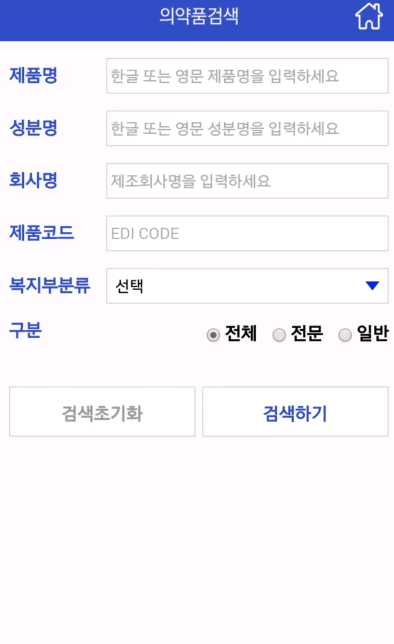 의약품검색
제품명 한글 또는 영문 제품명을 입력하세요
성분명 한글 또는 영문 성분명을 입력하세요
회사명 제조회사명을 입력하세요
제품코드 EDI CODE
복지부분류 선택
구분 전체 전문 일반
검색초기화 검색하기